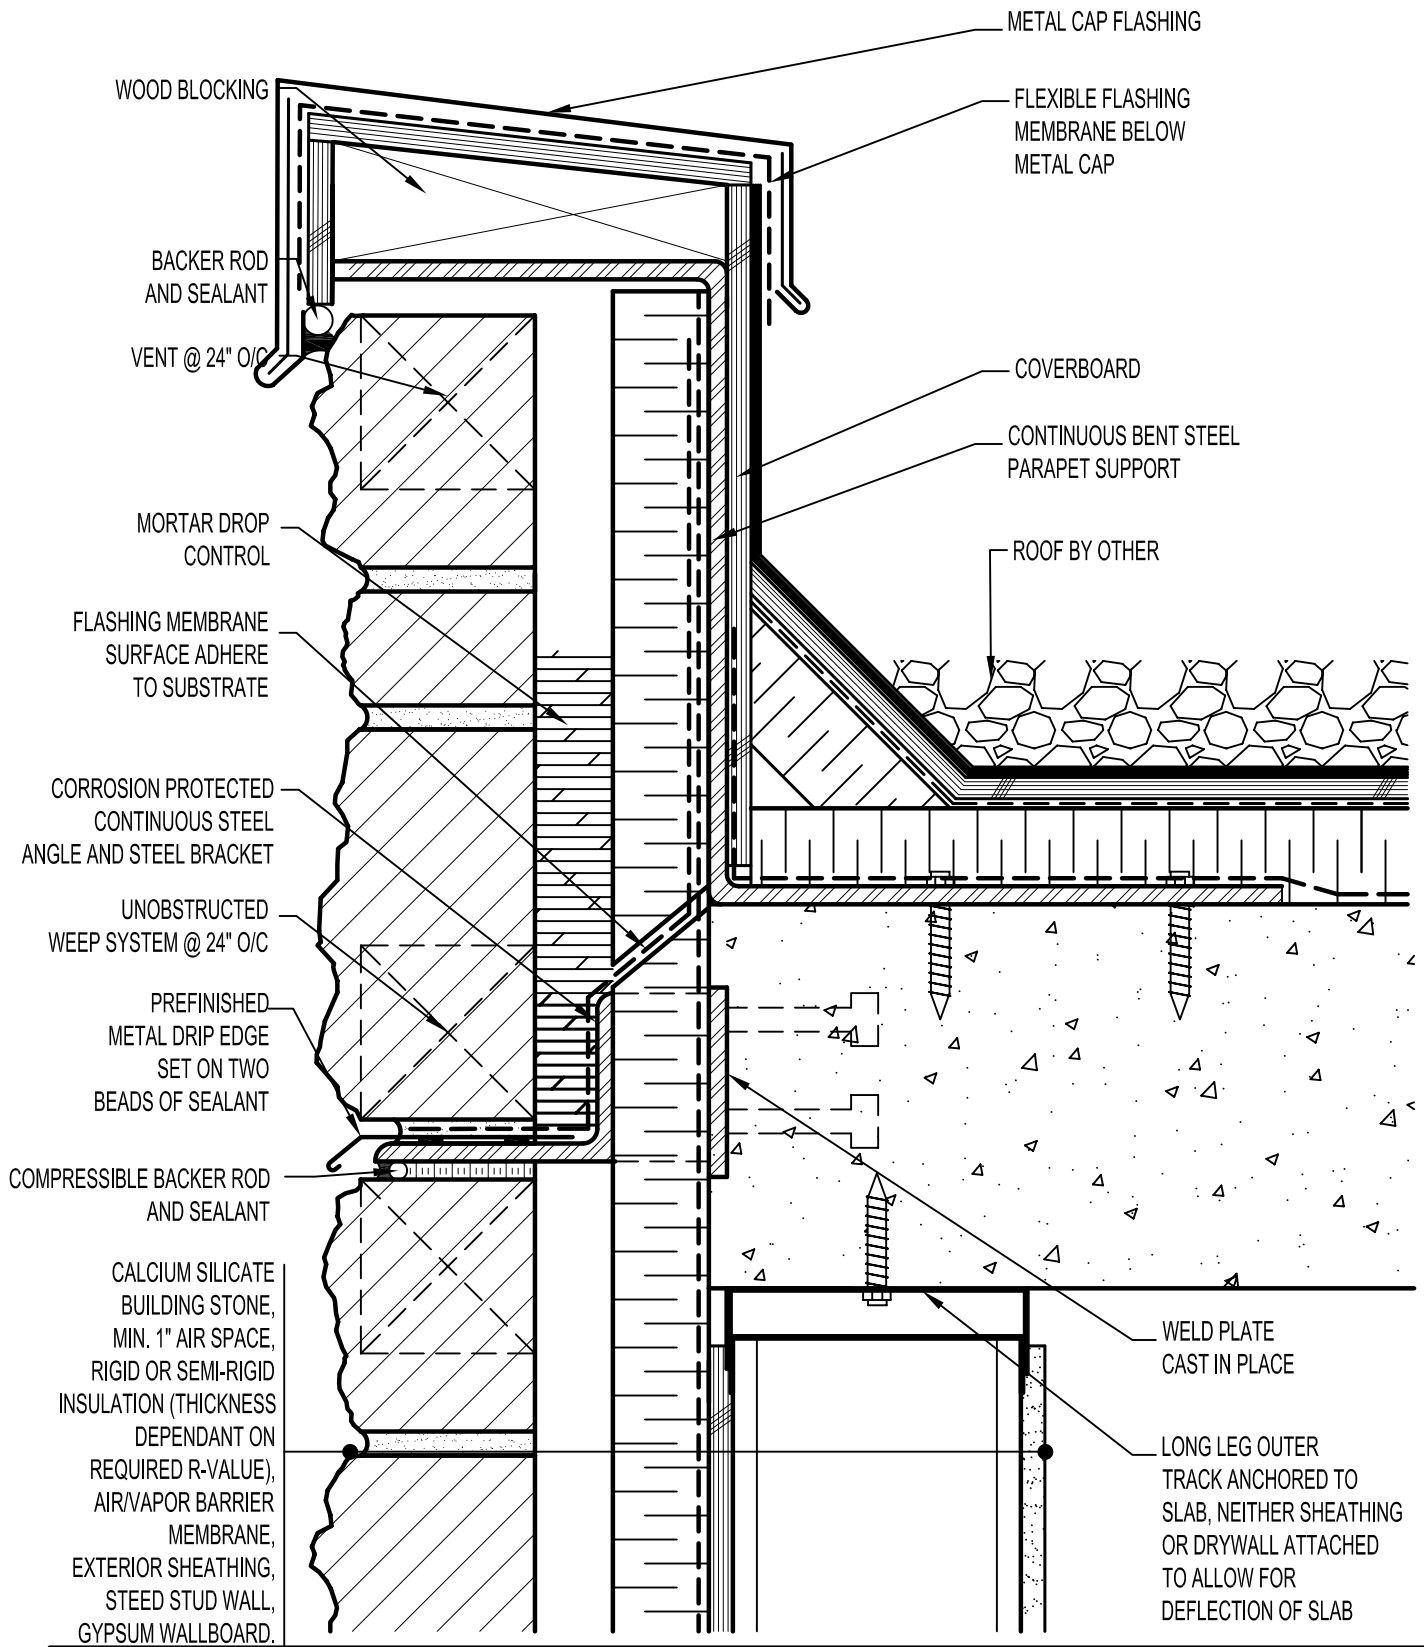 METAL CAP FLASHING
WOOD BLOCKING
FLEXIBLE FLASHING
MEMBRANE BELOW
METAL CAP
BACKER ROD
AND SEALANT
VENT @ 24" O/C
COVERBOARD
CONTINUOUS BENT STEEL
PARAPET SUPPORT
MORTAR DROP
CONTROL
ROOF BY OTHER
FLASHING MEMBRANE
SURFACE ADHERE
TO SUBSTRATE
CORROSION PROTECTED
CONTINUOUS STEEL
ANGLE AND STEEL BRACKET
UNOBSTRUCTED
WEEP SYSTEM @ 24" O/C
PREFINISHED
METAL DRIP EDGE
SET ON TWO
BEADS OF SEALANT
COMPRESSIBLE BACKER ROD
AND SEALANT
CALCIUM SILICATE
BUILDING STONE,
MIN. 1" AIR SPACE,
RIGID OR SEMI-RIGID
INSULATION (THICKNESS
DEPENDANT ON
REQUIRED R-VALUE),
AIR/VAPOR BARRIER
MEMBRANE,
EXTERIOR SHEATHING,
STEED STUD WALL,
GYPSUM WALLBOARD.
WELD PLATE
CAST IN PLACE
LONG LEG OUTER
TRACK ANCHORED TO
SLAB, NEITHER SHEATHING
OR DRYWALL ATTACHED
TO ALLOW FOR
DEFLECTION OF SLAB